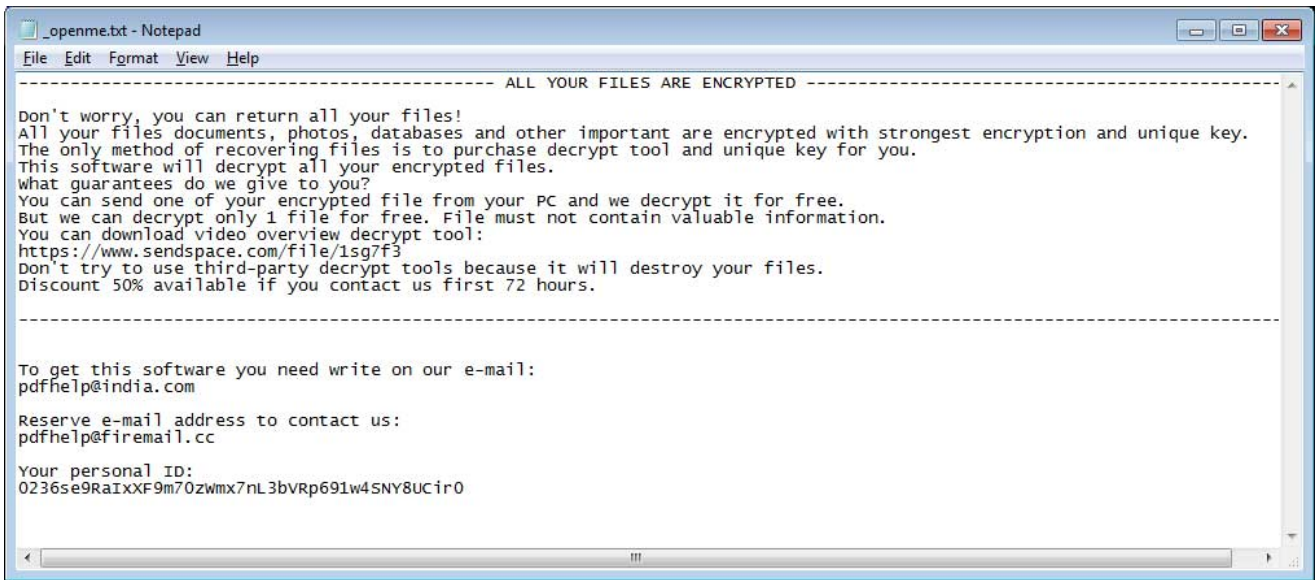 _openme.txt - Notepad
File Edit Format View Help
---------------------------------------------- ALL YOUR FILES ARE ENCRYPTED ----------------------------------------------
Don't worry, you can return all your files!
All your files documents, photos, databases and other important are encrypted with strongest encryption and unique key.
The only method of recovering files is to purchase decrypt tool and unique key for you.
This software will decrypt all your encrypted files.
What guarantees do we give to you?
You can send one of your encrypted file from your PC and we decrypt it for free.
But we can decrypt only 1 file for free. File must not contain valuable information.
You can download video overview decrypt tool:
https://www.sendspace.com/file/1sg7f3
Don't try to use third-party decrypt tools because it will destroy your files.
Discount 50% available if you contact us first 72 hours.
--------------------------------------------------------------------------------------------------------------------------
To get this software you need write on our e-mail:
pdfhelp@india.com
Reserve e-mail address to contact us:
pdfhelp@firemail.cc
Your personal ID:
0236se9RaIxXF9m70zWmx7nL3bVRp691w4SNY8UCir0